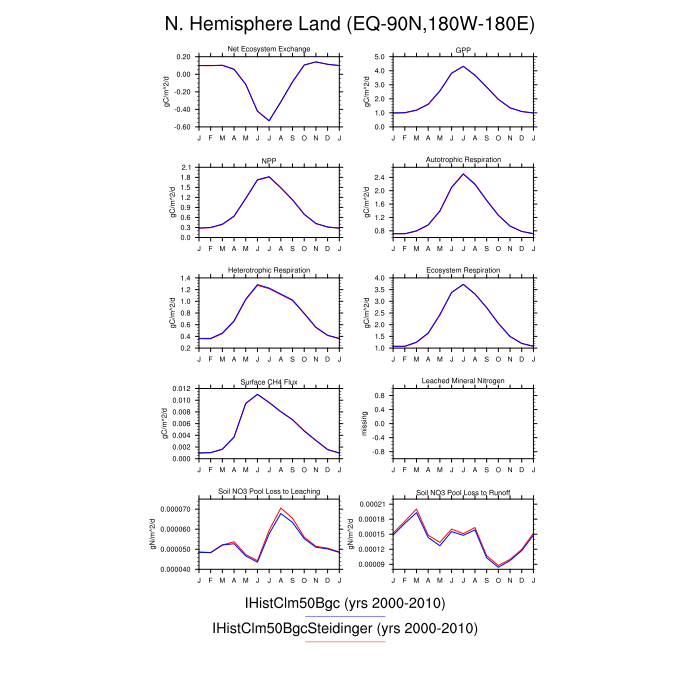 N. Hemisphere Land (EQ-90N,180W-180E)
Net Ecosystem Exchange
gC/m^2/d
0.20
0.00
-0.20
-0.40
-0.60
J F M A M J J A S O N D J
GPP
gC/m^2/d
5.0
4.0
3.0
2.0
1.0
0.0
J F M A M J J A S O N D J
NPP
gC/m^2/d
2.1
1.8
1.5
1.2
0.9
0.6
0.3
0.0
J F M A M J J A S O N D J
Autotrophic Respiration
gC/m^2/d
2.4
2.0
1.6
1.2
0.8
J F M A M J J A S O N D J
Heterotrophic Respiration
gC/m^2/d
1.4
1.2
1.0
0.8
0.6
0.4
0.2
J F M A M J J A S O N D J
Ecosystem Respiration
gC/m^2/d
4.0
3.5
3.0
2.5
2.0
1.5
1.0
J F M A M J J A S O N D J
Surface CH4 Flux
gC/m^2/d
0.012
0.010
0.008
0.006
0.004
0.002
0.000
J F M A M J J A S O N D J
Leached Mineral Nitrogen
missing
0.8
0.4
0.0
-0.4
-0.8
J F M A M J J A S O N D J
Soil NO3 Pool Loss to Leaching
gN/m^2/d
0.000070
0.000060
0.000050
0.000040
J F M A M J J A S O N D J
Soil NO3 Pool Loss to Runoff
gN/m^2/d
0.00021
0.00018
0.00015
0.00012
0.00009
J F M A M J J A S O N D J
IHistClm50Bgc (yrs 2000-2010)
IHistClm50BgcSteidinger (yrs 2000-2010)